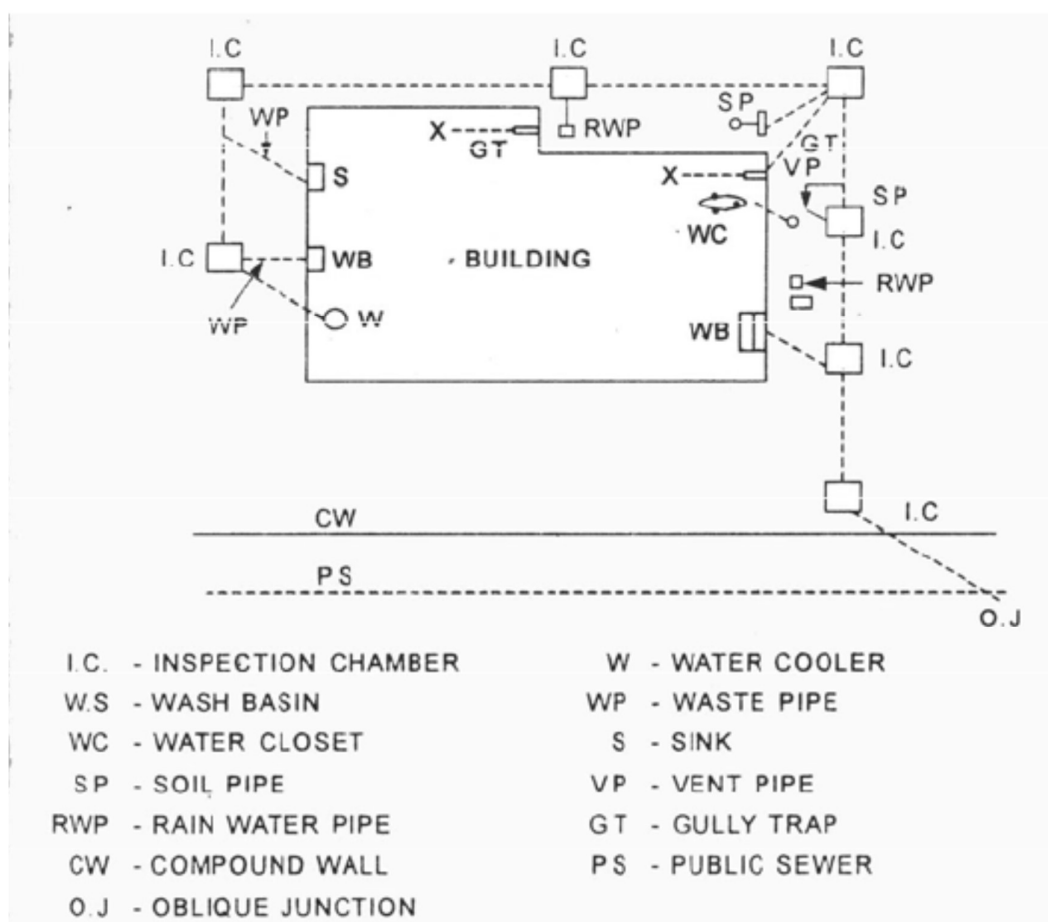 I.C I.C I.C
WP
SP
RWP
X
GT
GT
VP
S
X
SP
WC
I.C
I.C
WB
BUILDING
RWP
WP
W
WB
I.C
CW
I.C
PS
O.J
I.C. - INSPECTION CHAMBER
W.S - WASH BASIN
WC - WATER CLOSET
SP - SOIL PIPE
RWP - RAIN WATER PIPE
CW - COMPOUND WALL
O.J - OBLIQUE JUNCTION
W - WATER COOLER
WP - WASTE PIPE
S - SINK
VP - VENT PIPE
GT - GULLY TRAP
PS - PUBLIC SEWER